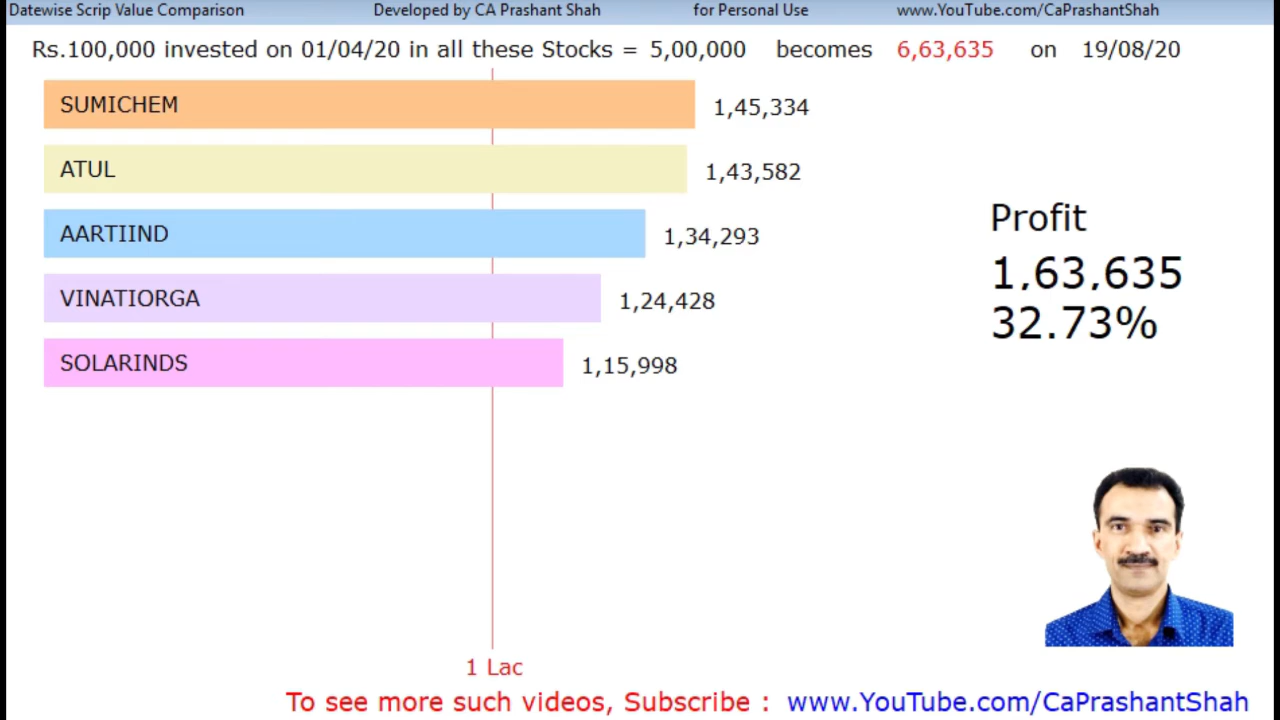 Datewise Scrip Value Comparison Developed by CA Prashant Shah for Personal Use www.YouTube.com/CaPrashantShah
Rs.100,000 invested on 01/04/20 in all these Stocks = 5,00,000 becomes 6,63,635 on 19/08/20
SUMICHEM 1,45,334
ATUL 1,43,582
AARTIIND 1,34,293
VINATIORGA 1,24,428
SOLARINDS 1,15,998
Profit
1,63,635
32.73%
1 Lac
To see more such videos, Subscribe : www.YouTube.com/CaPrashantShah